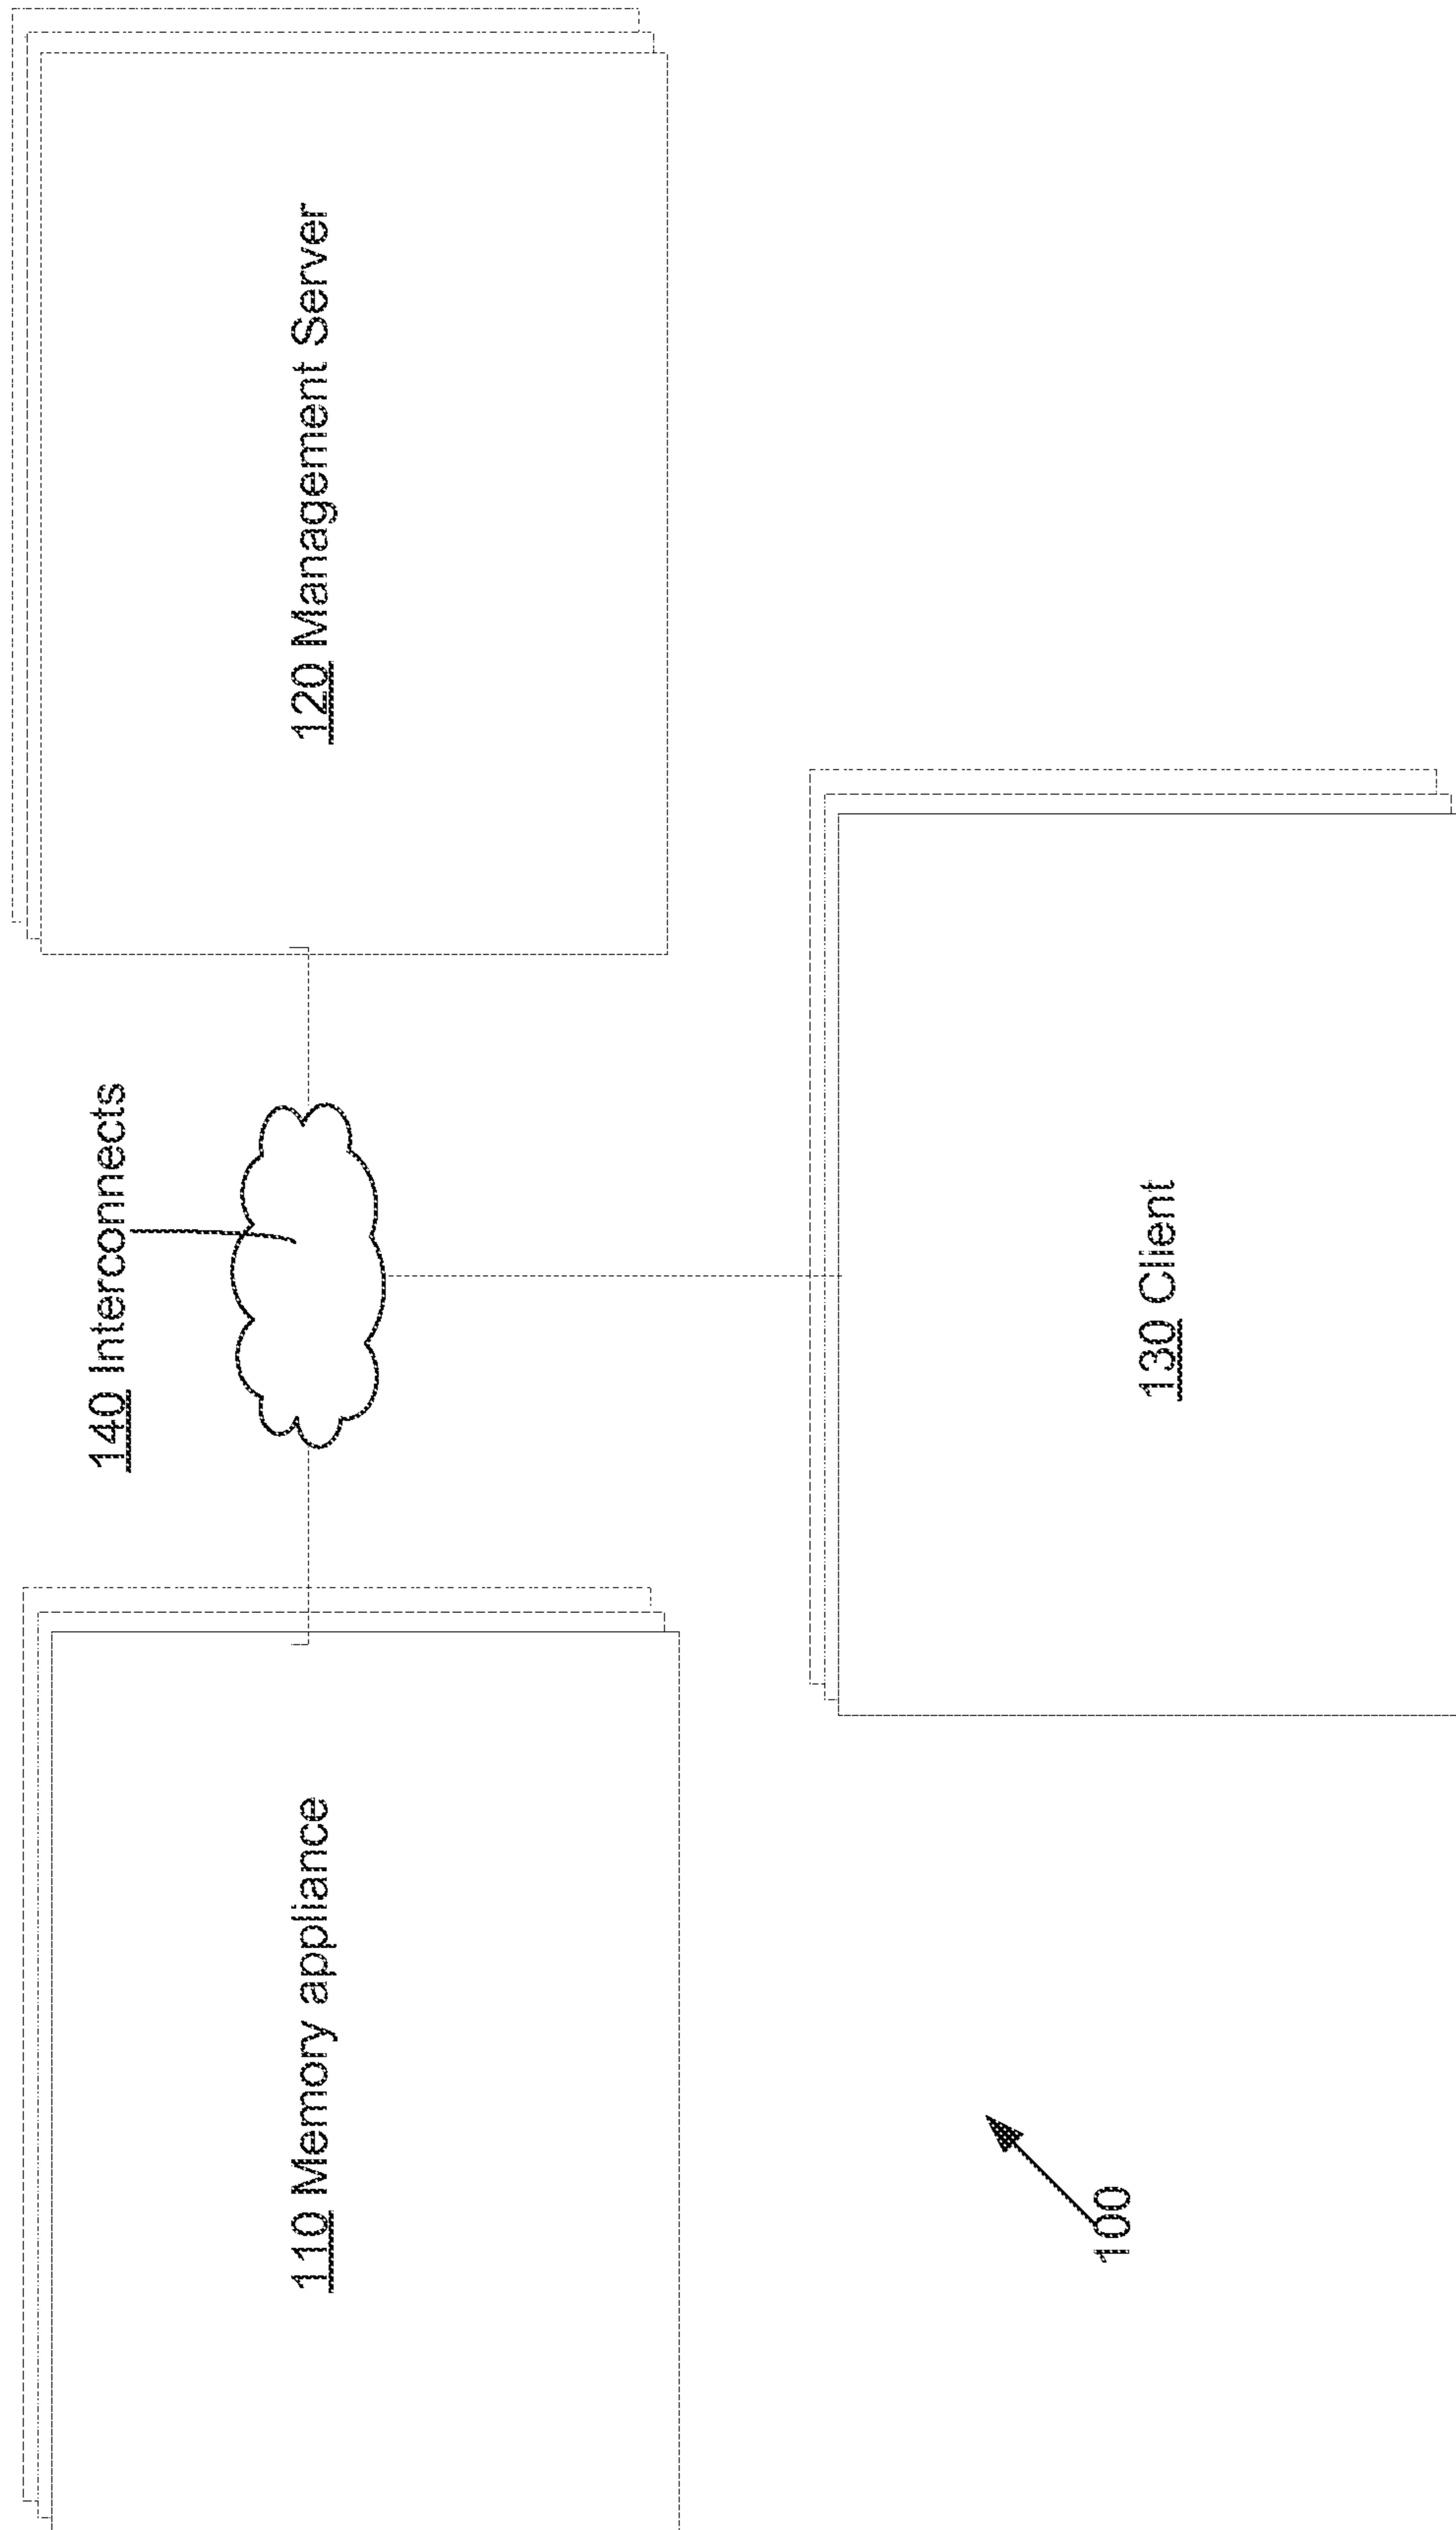 140 Interconnects
110 Memory appliance
120 Management Server
130 Client
100